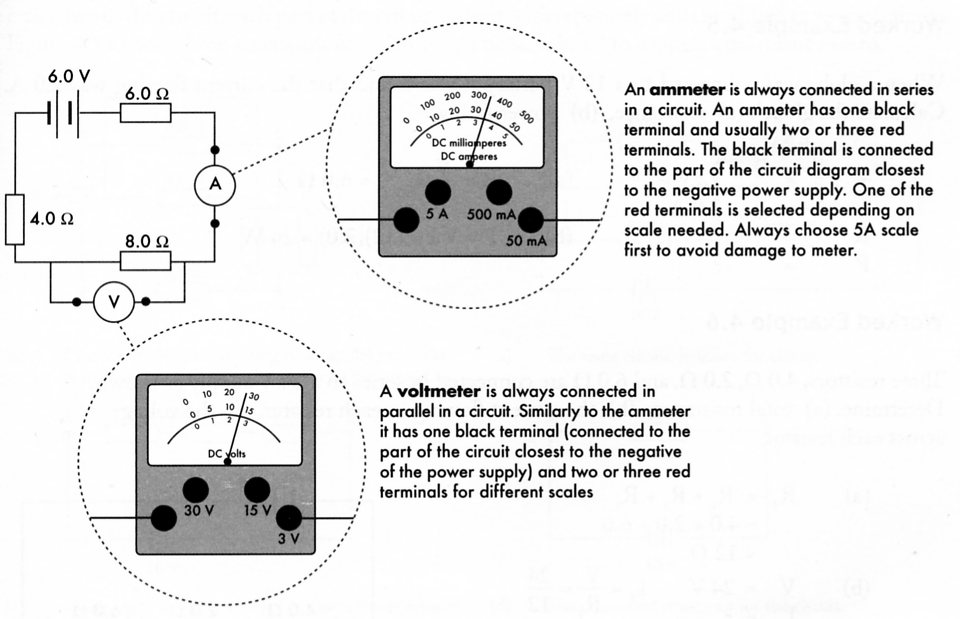 6.0 V
6.0 Ω
A
4.0 Ω
8.0 Ω
V
0 100 200 300 400 500
0 10 20 30 40 50
0 1 2 3 4 5
DC milliamperes
DC amperes
5 A
500 mA
50 mA
An ammeter is always connected in series
in a circuit. An ammeter has one black
terminal and usually two or three red
terminals. The black terminal is connected
to the part of the circuit diagram closest
to the negative power supply. One of the
red terminals is selected depending on
scale needed. Always choose 5A scale
first to avoid damage to meter.
0 10 20 30
0 5 10 15
0 1 2 3
DC volts
30 V
15 V
3 V
A voltmeter is always connected in
parallel in a circuit. Similarly to the ammeter
it has one black terminal (connected to the
part of the circuit closest to the negative
of the power supply) and two or three red
terminals for different scales